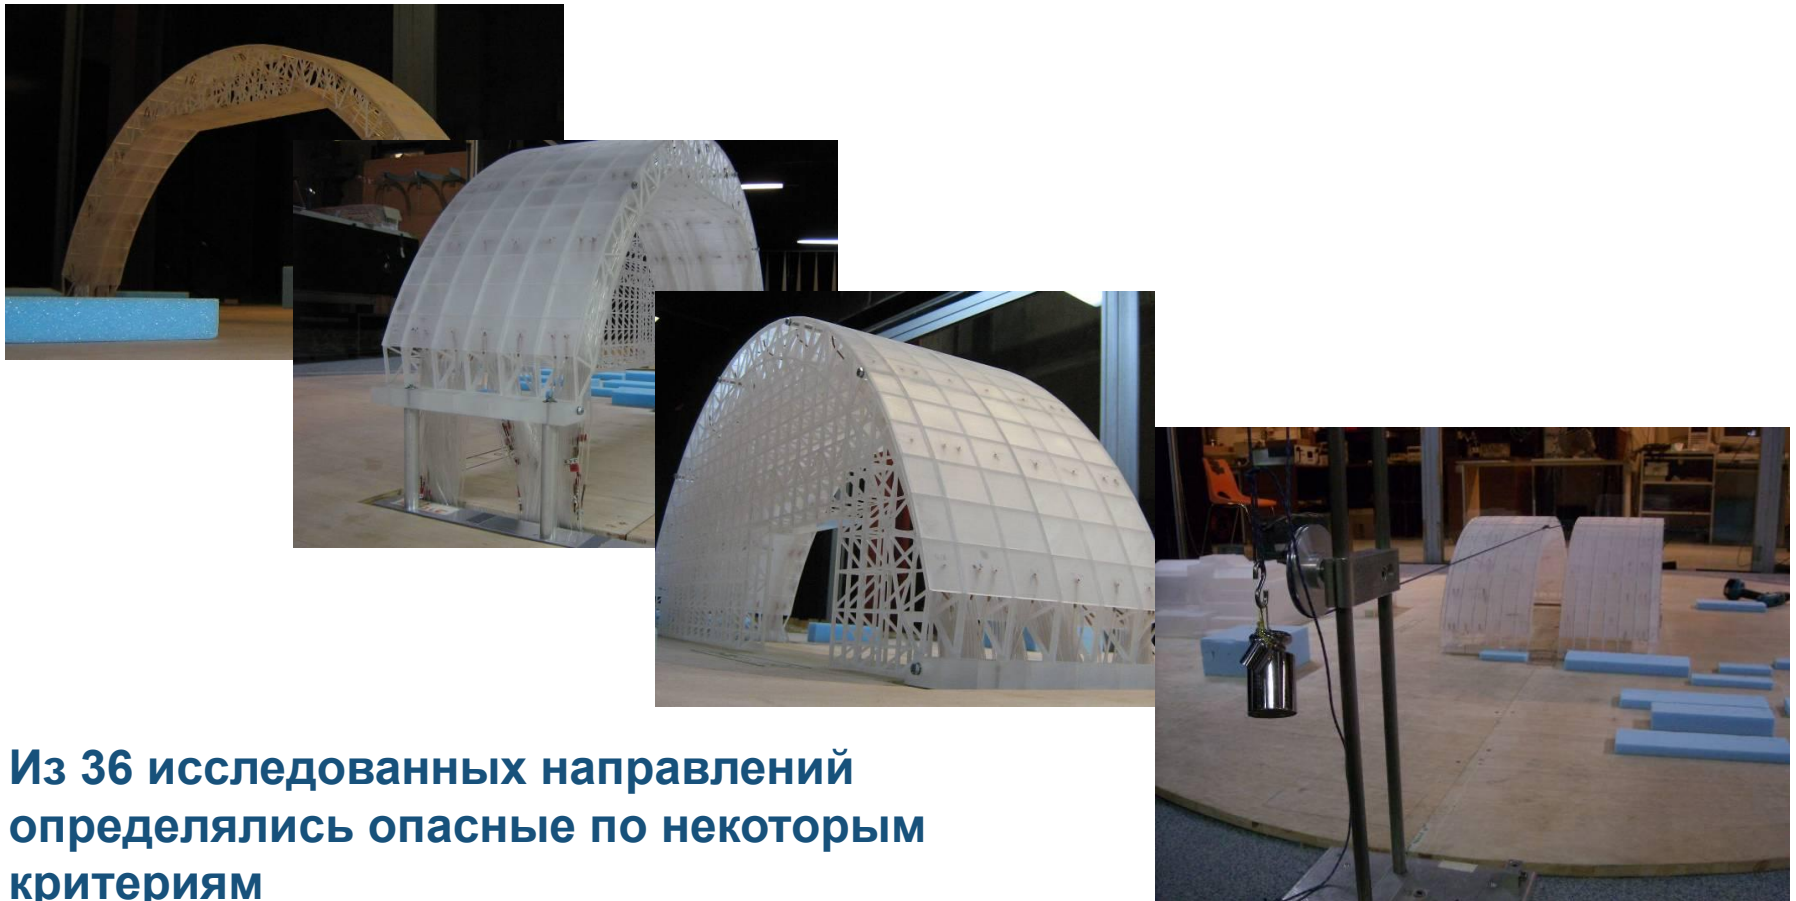 Из 36 исследованных направлений
определялись опасные по некоторым
критериям